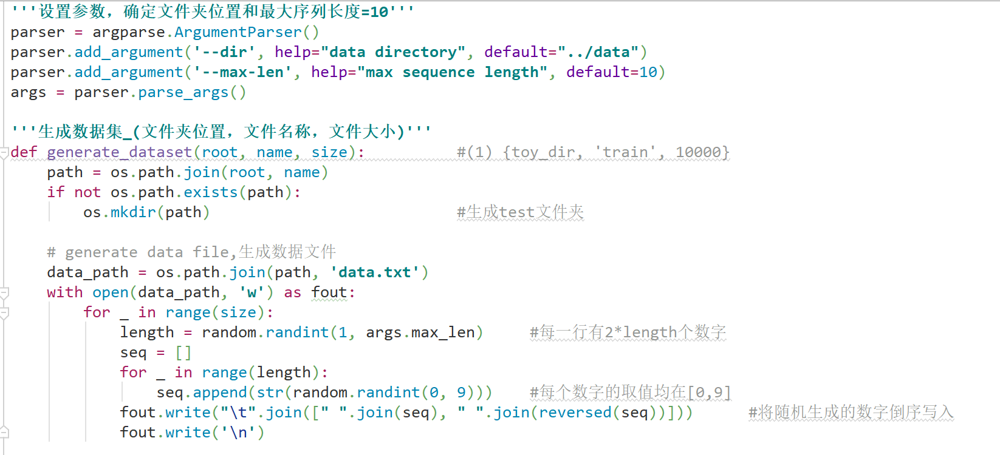 '''设置参数，确定文件夹位置和最大序列长度=10'''
parser = argparse.ArgumentParser()
parser.add_argument('--dir', help="data directory", default="../data")
parser.add_argument('--max-len', help="max sequence length", default=10)
args = parser.parse_args()
'''生成数据集_(文件夹位置，文件名称，文件大小)'''
def generate_dataset(root, name, size):          #(1) {toy_dir, 'train', 10000}
    path = os.path.join(root, name)
    if not os.path.exists(path):
        os.mkdir(path)                           #生成test文件夹
    # generate data file,生成数据文件
    data_path = os.path.join(path, 'data.txt')
    with open(data_path, 'w') as fout:
        for _ in range(size):
            length = random.randint(1, args.max_len)     #每一行有2*length个数字
            seq = []
            for _ in range(length):
                seq.append(str(random.randint(0, 9)))    #每个数字的取值均在[0,9]
            fout.write("\t".join([" ".join(seq), " ".join(reversed(seq))]))      #将随机生成的数字倒序写入
            fout.write('\n')